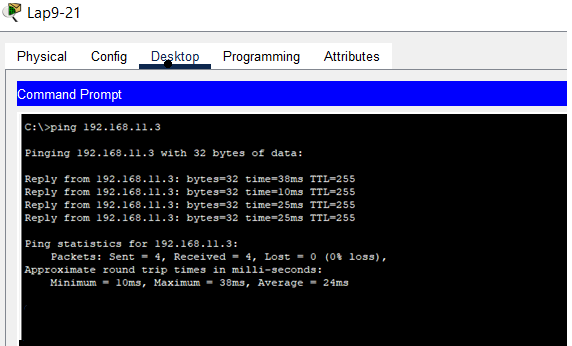 Lap9-21
Physical Config Desktop Programming Attributes
Command Prompt
C:\>ping 192.168.11.3
Pinging 192.168.11.3 with 32 bytes of data:
Reply from 192.168.11.3: bytes=32 time=38ms TTL=255
Reply from 192.168.11.3: bytes=32 time=10ms TTL=255
Reply from 192.168.11.3: bytes=32 time=25ms TTL=255
Reply from 192.168.11.3: bytes=32 time=25ms TTL=255
Ping statistics for 192.168.11.3:
Packets: Sent = 4, Received = 4, Lost = 0 (0% loss),
Approximate round trip times in milli-seconds:
Minimum = 10ms, Maximum = 38ms, Average = 24ms